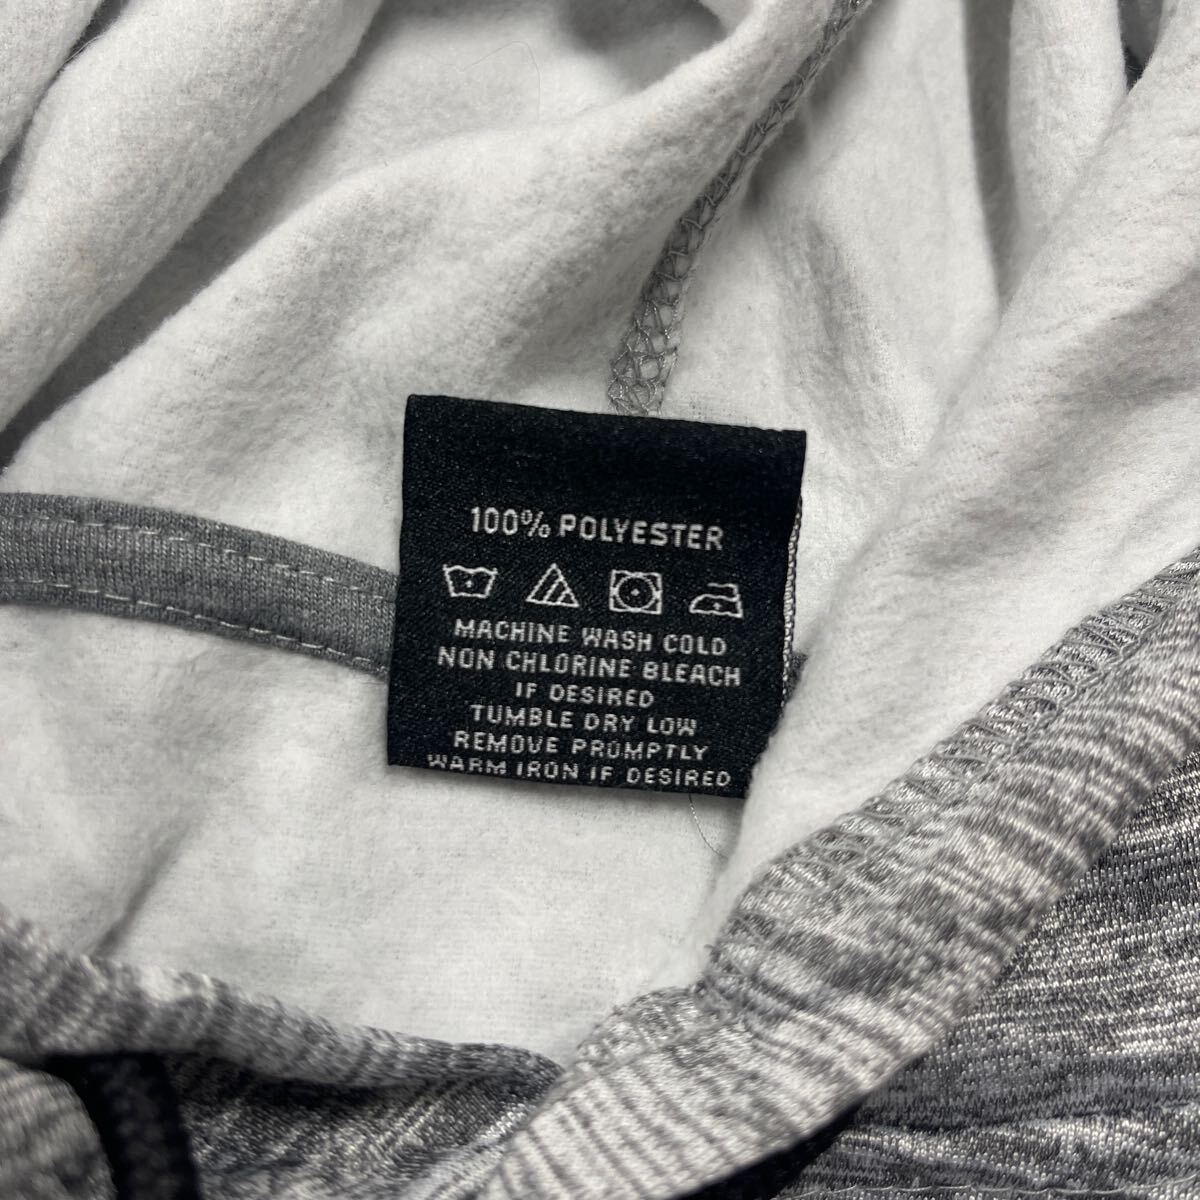 100% POLYESTER
MACHINE WASH COLD
NON CHLORINE BLEACH
IF DESIRED
TUMBLE DRY LOW
REMOVE PROMPTLY
WARM IRON IF DESIRED